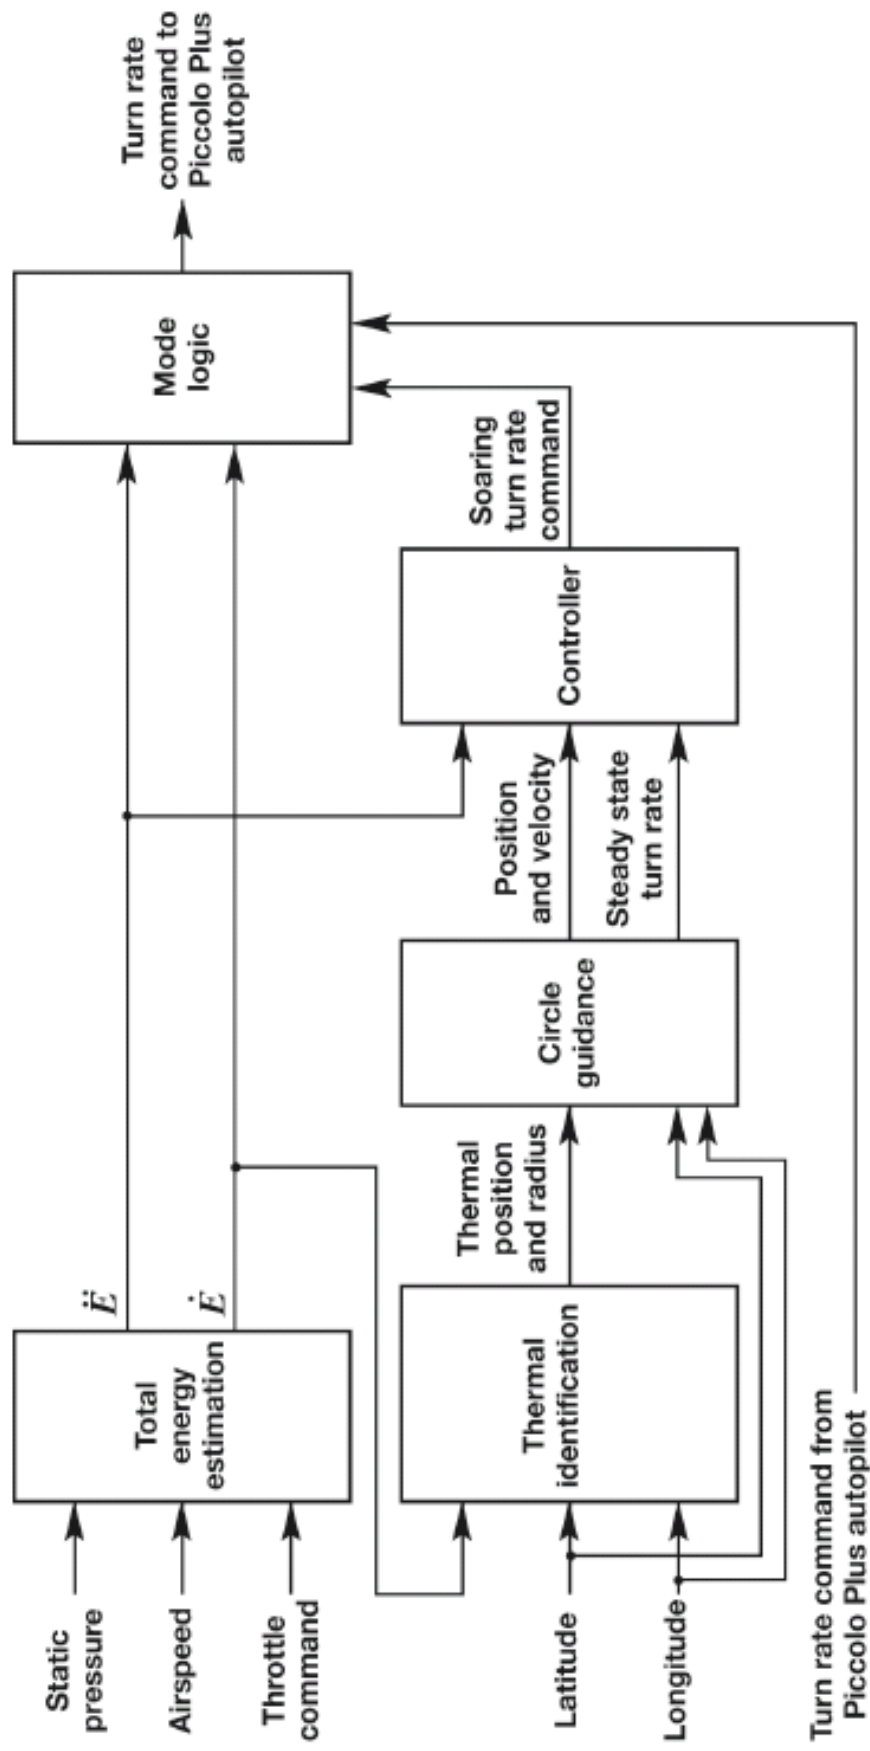 Static
pressure
Airspeed
Throttle
command
Total
energy
estimation
Ë
Ė
Mode
logic
Turn rate
command to
Piccolo Plus
autopilot
Latitude
Longitude
Thermal
identification
Thermal
position
and radius
Circle
guidance
Position
and velocity
Steady state
turn rate
Controller
Soaring
turn rate
command
Turn rate command from
Piccolo Plus autopilot